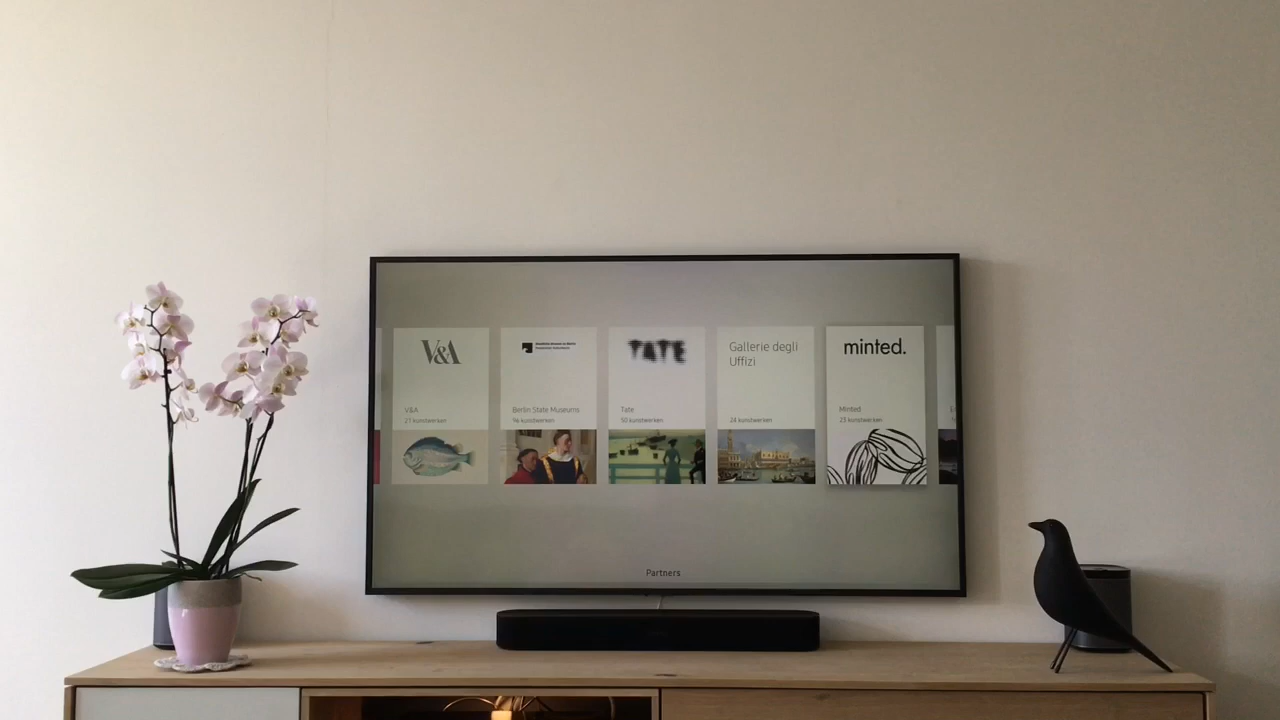 V&A
V&A
27 kunstwerken
Berlin State Museums
96 kunstwerken
TATE
Tate
50 kunstwerken
Gallerie degli
Uffizi
24 kunstwerken
minted.
Minted
23 kunstwerken
Partners